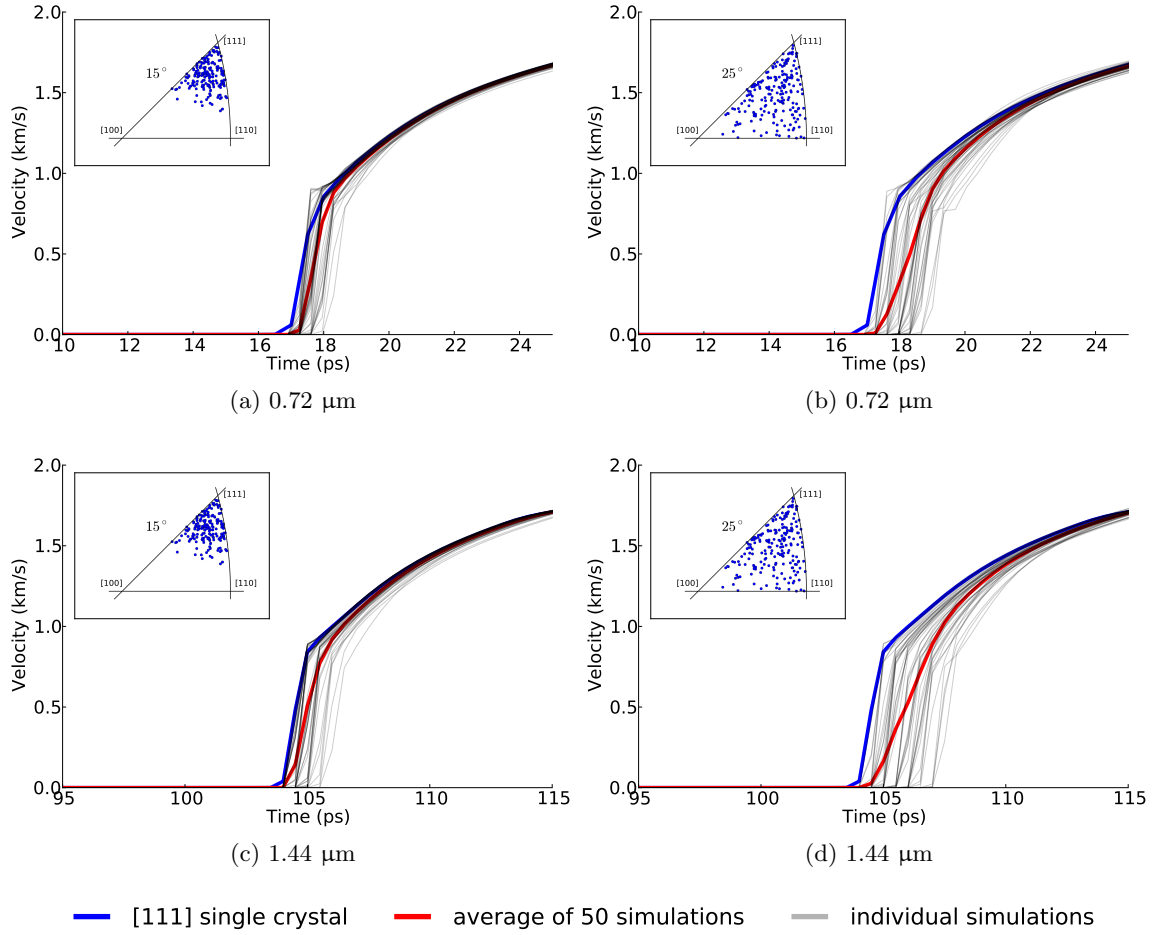 2.0
1.5
1.0
0.5
0.0
Velocity (km/s)
[111]
15°
[100]
[110]
10 12 14 16 18 20 22 24
Time (ps)
(a) 0.72 µm
2.0
1.5
1.0
0.5
0.0
Velocity (km/s)
[111]
25°
[100]
[110]
10 12 14 16 18 20 22 24
Time (ps)
(b) 0.72 µm
2.0
1.5
1.0
0.5
0.0
Velocity (km/s)
[111]
15°
[100]
[110]
95 100 105 110 115
Time (ps)
(c) 1.44 µm
2.0
1.5
1.0
0.5
0.0
Velocity (km/s)
[111]
25°
[100]
[110]
95 100 105 110 115
Time (ps)
(d) 1.44 µm
[111] single crystal average of 50 simulations individual simulations